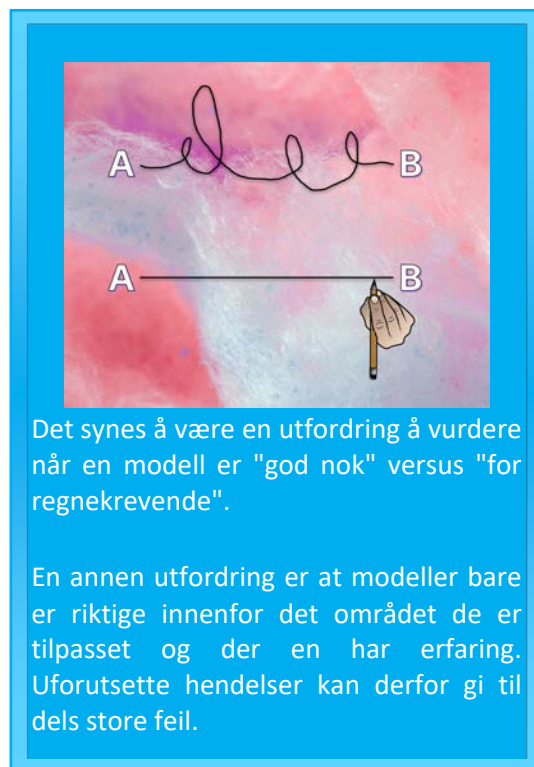 A B
A B
Det synes å være en utfordring å vurdere
når en modell er "god nok" versus "for
regnekrevende".
En annen utfordring er at modeller bare
er riktige innenfor det området de er
tilpasset og der en har erfaring.
Uforutsette hendelser kan derfor gi til
dels store feil.